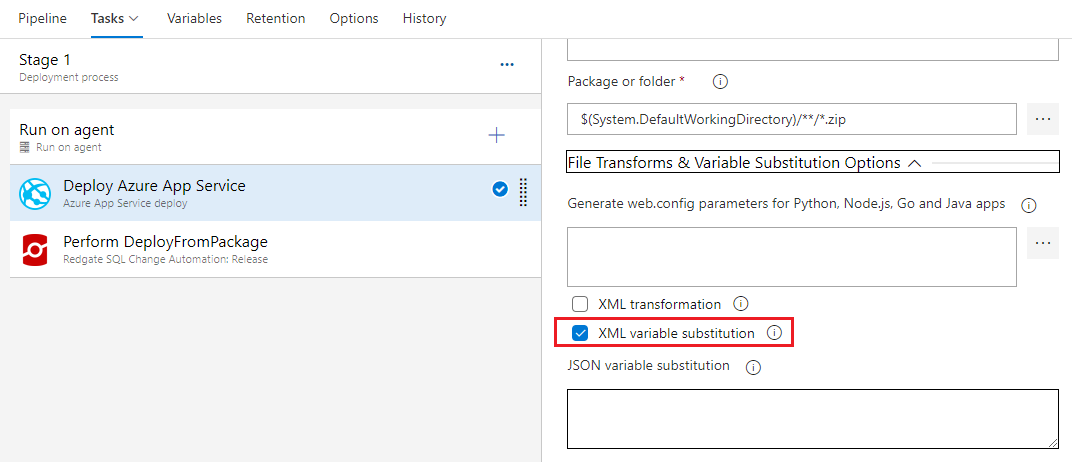 Pipeline Tasks Variables Retention Options History
Stage 1
Deployment process
...
Run on agent
Run on agent
Deploy Azure App Service
Azure App Service deploy
Perform DeployFromPackage
Redgate SQL Change Automation: Release
Package or folder *
$(System.DefaultWorkingDirectory)/**/*.zip
...
File Transforms & Variable Substitution Options
Generate web.config parameters for Python, Node.js, Go and Java apps
...
XML transformation
XML variable substitution
JSON variable substitution